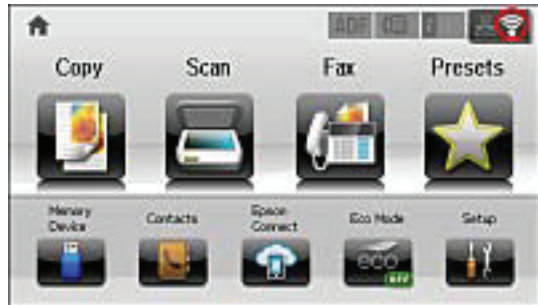 ADF
Copy Scan Fax Presets
Memory Device Contacts Epson Connect Eco Mode Setup
eco
OFF